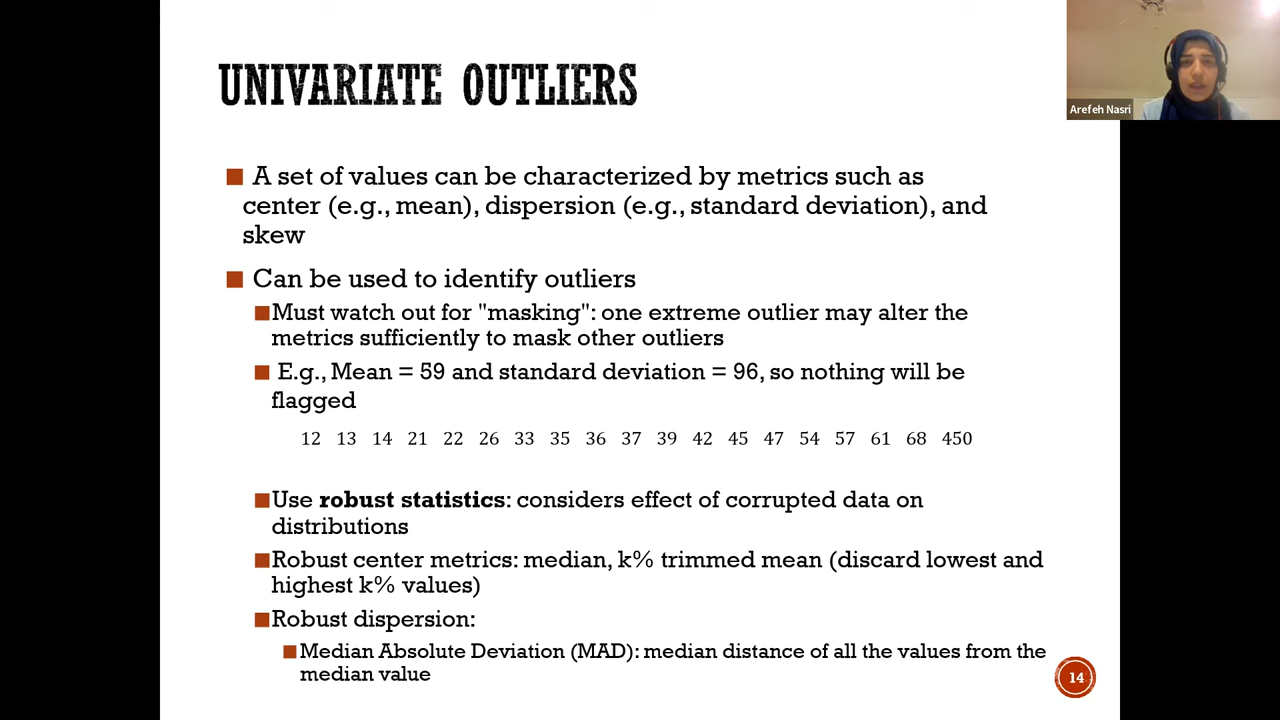 UNIVARIATE OUTLIERS
Arefeh Nasri
A set of values can be characterized by metrics such as
center (e.g., mean), dispersion (e.g., standard deviation), and
skew
Can be used to identify outliers
Must watch out for "masking": one extreme outlier may alter the
metrics sufficiently to mask other outliers
E.g., Mean = 59 and standard deviation = 96, so nothing will be
flagged
12 13 14 21 22 26 33 35 36 37 39 42 45 47 54 57 61 68 450
Use robust statistics: considers effect of corrupted data on
distributions
Robust center metrics: median, k% trimmed mean (discard lowest and
highest k% values)
Robust dispersion:
Median Absolute Deviation (MAD): median distance of all the values from the
median value
14